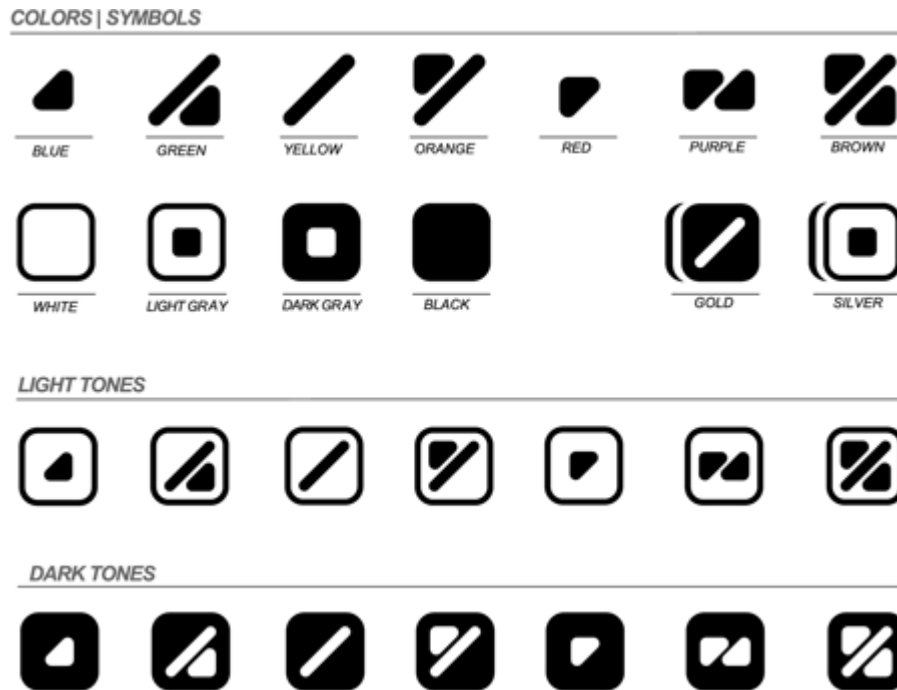 COLORS | SYMBOLS
BLUE GREEN YELLOW ORANGE RED PURPLE BROWN
WHITE LIGHT GRAY DARK GRAY BLACK GOLD SILVER
LIGHT TONES
DARK TONES